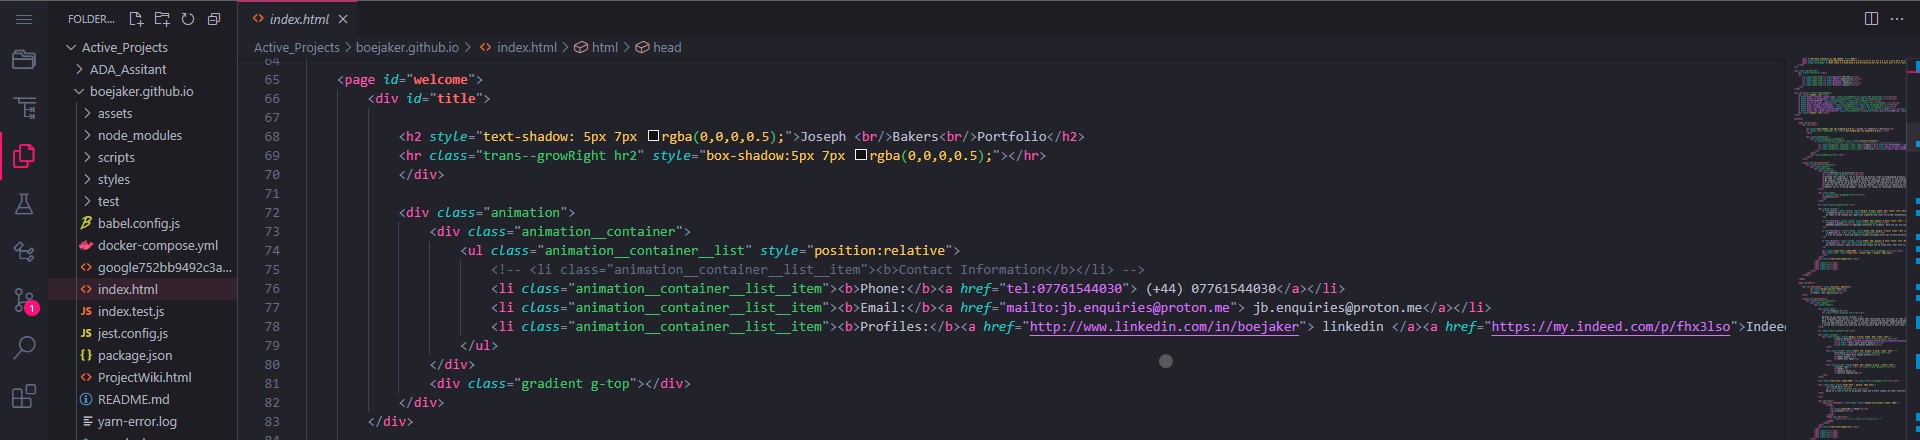 FOLDER...
Active_Projects
ADA_Assitant
boejaker.github.io
assets
node_modules
scripts
styles
test
babel.config.js
docker-compose.yml
google752bb9492c3a...
index.html
JS index.test.js
JS jest.config.js
{} package.json
ProjectWiki.html
README.md
yarn-error.log
1
index.html
Active_Projects > boejaker.github.io > index.html > html > head
64
65 <page id="welcome">
66 <div id="title">
67
68 <h2 style="text-shadow: 5px 7px rgba(0,0,0,0.5);">Joseph <br/>Bakers<br/>Portfolio</h2>
69 <hr class="trans--growRight hr2" style="box-shadow:5px 7px rgba(0,0,0,0.5);"></hr>
70 </div>
71
72 <div class="animation">
73 <div class="animation__container">
74 <ul class="animation__container__list" style="position:relative">
75 <!-- <li class="animation__container__list__item"><b>Contact Information</b></li> -->
76 <li class="animation__container__list__item"><b>Phone:</b><a href="tel:07761544030"> (+44) 07761544030</a></li>
77 <li class="animation__container__list__item"><b>Email:</b><a href="mailto:jb.enquiries@proton.me"> jb.enquiries@proton.me</a></li>
78 <li class="animation__container__list__item"><b>Profiles:</b><a href="http://www.linkedin.com/in/boejaker"> linkedin </a><a href="https://my.indeed.com/p/fhx3lso">Indee
79 </ul>
80 </div>
81 <div class="gradient g-top"></div>
82 </div>
83 </div>